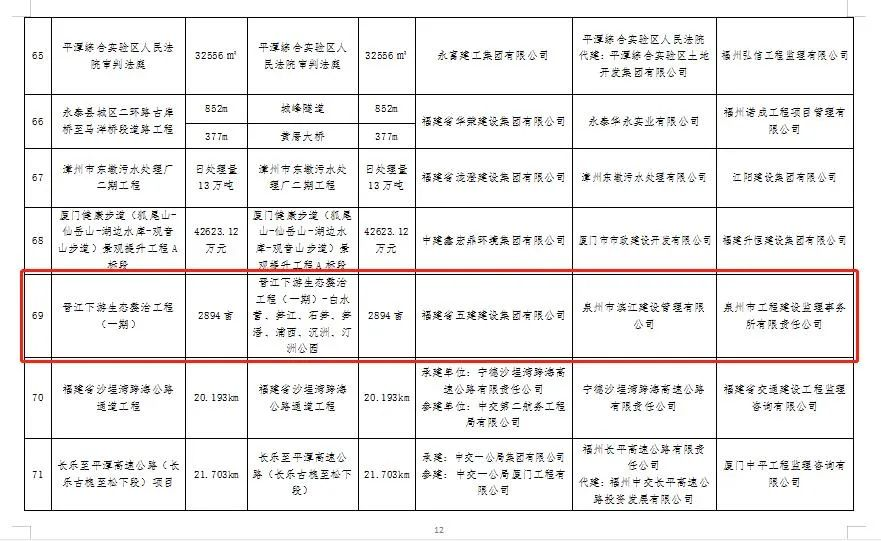 65
平潭综合实验区人民法
院审判法庭
32556 ㎡
平潭综合实验区人
民法院审判法庭
32556 ㎡
永富建工集团有限公司
平潭综合实验区人民法院
代建：平潭综合实验区土地
开发集团有限公司
福州弘信工程监理有限公司
66
永泰县城区二环路古岸
桥至马洋桥段道路工程
852m
城峰隧道
852m
377m
黄厝大桥
377m
福建省华荣建设集团有限公司
永泰华永实业有限公司
福州诺成工程项目管理有
限公司
67
漳州市东墩污水处理厂
二期工程
日处理量
13 万吨
漳州市东墩污水处
理厂二期工程
日处理量
13 万吨
福建省泷澄建设集团有限公司
漳州东墩污水处理有限公司
江阳建设集团有限公司
68
厦门健康步道（狐尾山-
仙岳山-湖边水库-观音
山步道）景观提升工程 A
标段
42623.12
万元
厦门健康步道（狐尾
山-仙岳山-湖边水
库-观音山步道）景
观提升工程 A 标段
42623.12
万元
中建鑫宏鼎环境集团有限公司
厦门市市政建设开发有限公司
福建升恒建设集团有限公司
69
晋江下游生态整治工程
（一期）
2894 亩
晋江下游生态整治
工程（一期）-白水
营、笋江、石笋、笋
浯、浦西、沉洲、汀
洲公园
2894 亩
福建省五建建设集团有限公司
泉州市滨江建设管理有限
公司
泉州市工程建设监理事务
所有限责任公司
70
福建省沙埕湾跨海公路
通道工程
20.193km
福建省沙埕湾跨海
公路通道工程
20.193km
承建单位：宁德沙埕湾跨海高
速公路有限责任公司
参建单位：中交第二航务工程
局有限公司
宁德沙埕湾跨海高速公路
有限责任公司
福建省交通建设工程监理
咨询有限公司
71
长乐至平潭高速公路（长
乐古槐至松下段）项目
21.703km
长乐至平潭高速公
路（长乐古槐至松下
段）
21.703km
承建：中交一公局集团有限公司
参建：中交一公局厦门工程有
限公司
福州长平高速公路有限责
任公司
代建：福州中交长平高速公
路投资发展有限公司
厦门中平工程监理咨询有
限公司
12